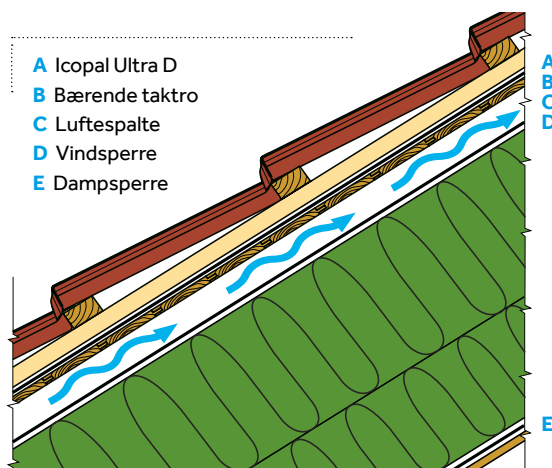 A Icopal Ultra D
B Bærende taktro
C Luftespalte
D Vindsperre
E Dampsperre
A
B
C
D
E